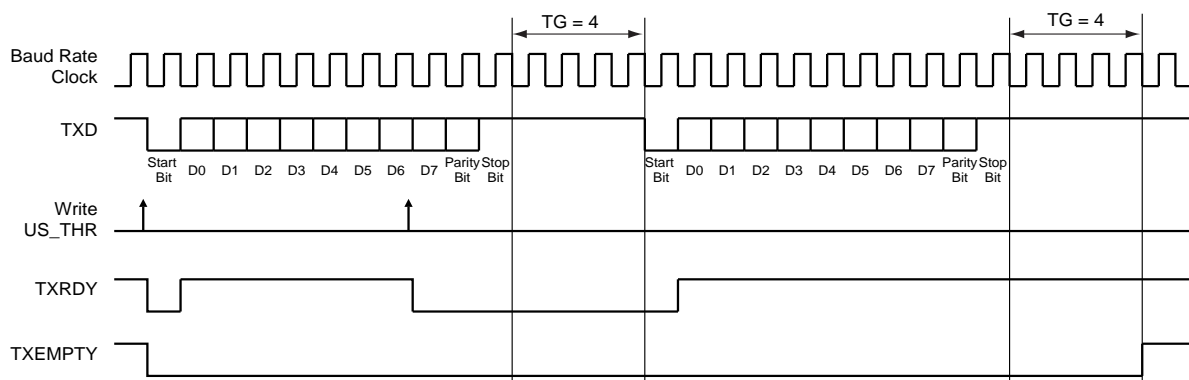 TG = 4
TG = 4
Baud Rate
Clock
TXD
Start
Bit
D0
D1
D2
D3
D4
D5
D6
D7
Parity
Bit
Stop
Bit
Start
Bit
D0
D1
D2
D3
D4
D5
D6
D7
Parity
Bit
Stop
Bit
Write
US_THR
TXRDY
TXEMPTY